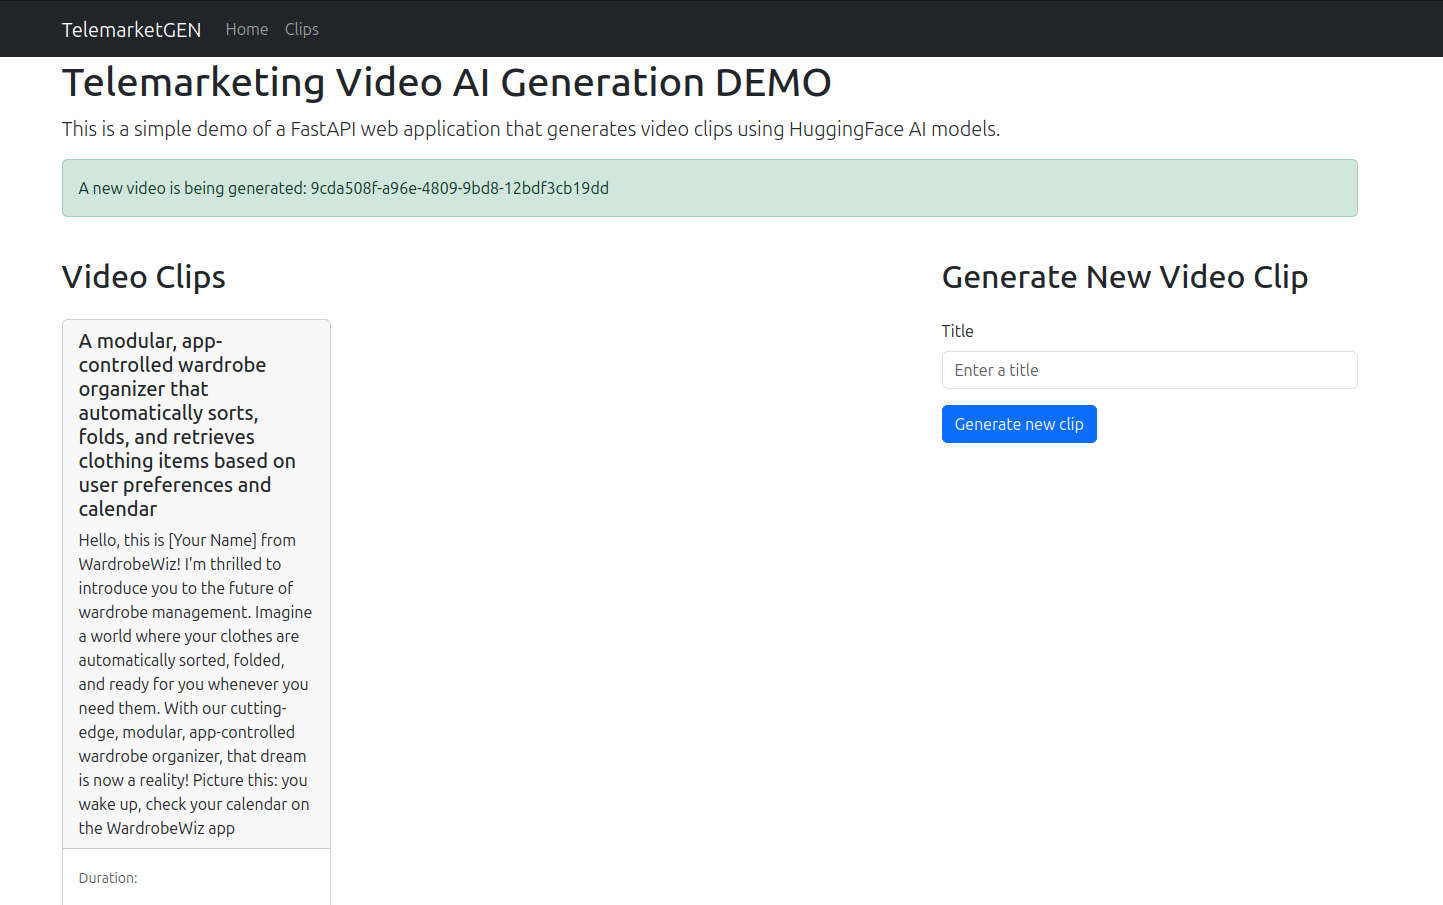 TelemarketGEN Home Clips
Telemarketing Video AI Generation DEMO
This is a simple demo of a FastAPI web application that generates video clips using HuggingFace AI models.
A new video is being generated: 9cda508f-a96e-4809-9bd8-12bdf3cb19dd
Video Clips
A modular, app-
controlled wardrobe
organizer that
automatically sorts,
folds, and retrieves
clothing items based on
user preferences and
calendar
Hello, this is [Your Name] from
WardrobeWiz! I'm thrilled to
introduce you to the future of
wardrobe management. Imagine
a world where your clothes are
automatically sorted, folded,
and ready for you whenever you
need them. With our cutting-
edge, modular, app-controlled
wardrobe organizer, that dream
is now a reality! Picture this: you
wake up, check your calendar on
the WardrobeWiz app
Duration:
Generate New Video Clip
Title
Enter a title
Generate new clip